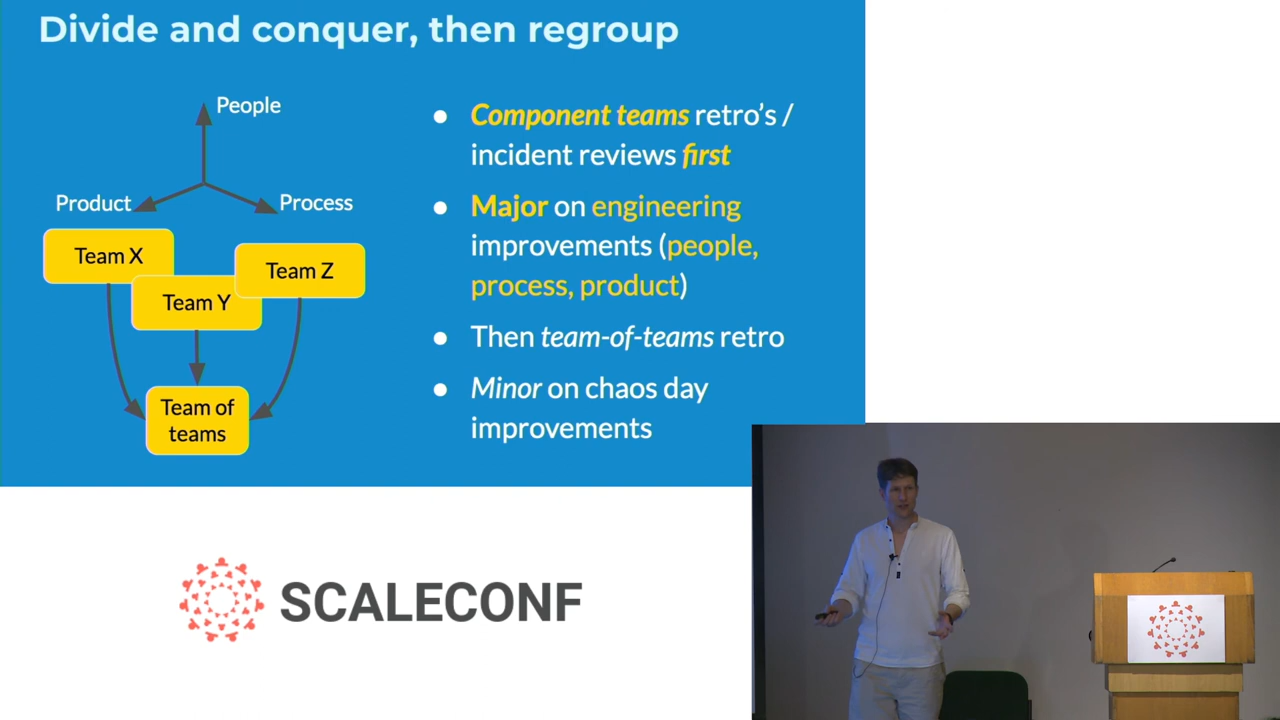 Divide and conquer, then regroup
People
Product
Process
Team X
Team Y
Team Z
Team of
teams
● Component teams retro's /
incident reviews first
● Major on engineering
improvements (people,
process, product)
● Then team-of-teams retro
● Minor on chaos day
improvements
SCALECONF